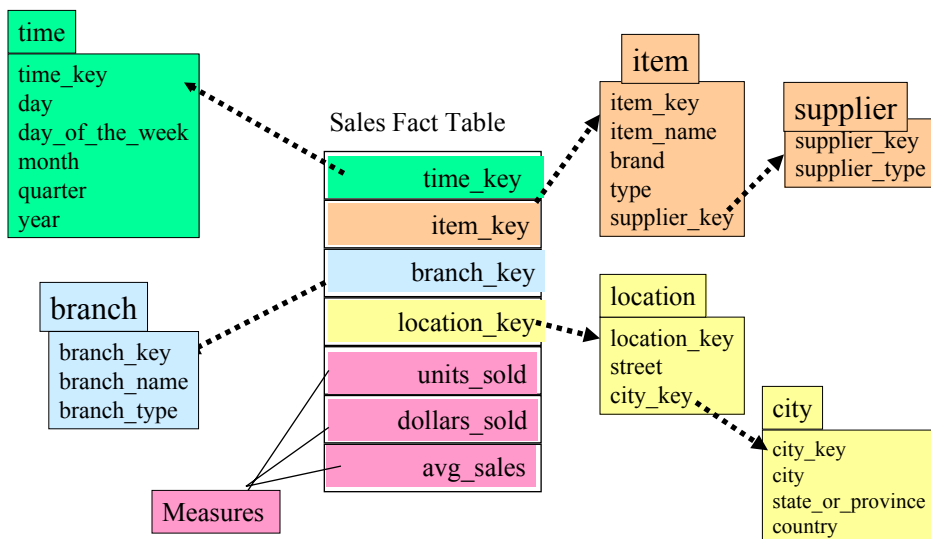 time
time_key
day
day_of_the_week
month
quarter
year
item
item_key
item_name
brand
type
supplier_key
supplier
supplier_key
supplier_type
Sales Fact Table
time_key
item_key
branch_key
location_key
units_sold
dollars_sold
avg_sales
Measures
branch
branch_key
branch_name
branch_type
location
location_key
street
city_key
city
city_key
city
state_or_province
country